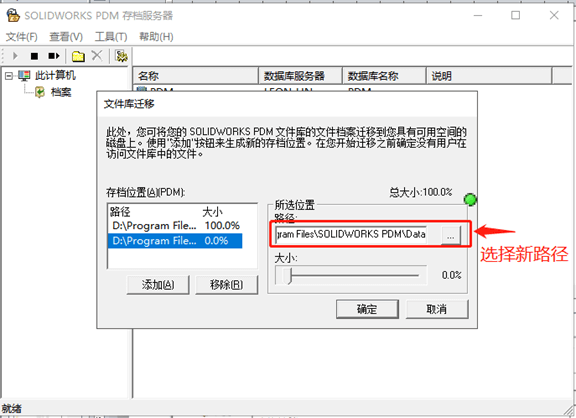 SOLIDWORKS PDM 存档服务器
文件(F) 查看(V) 工具(T) 帮助(H)
此计算机
档案
名称 数据库服务器 数据库名称 说明
文件库迁移
此处，您可将您的 SOLIDWORKS PDM 文件库的文件档案迁移到您具有可用空间的
磁盘上。使用"添加"按钮来生成新的存档位置。在您开始迁移之前确定没有用户在
访问文件库中的文件。
存档位置(A)(PDM):
总大小:100.0%
路径 大小
D:\Program File... 100.0%
D:\Program File... 0.0%
添加(A) 移除(R)
所选位置
路径:
gram Files\SOLIDWORKS PDM\Data ...
大小:
0.0%
确定 取消
选择新路径
就绪